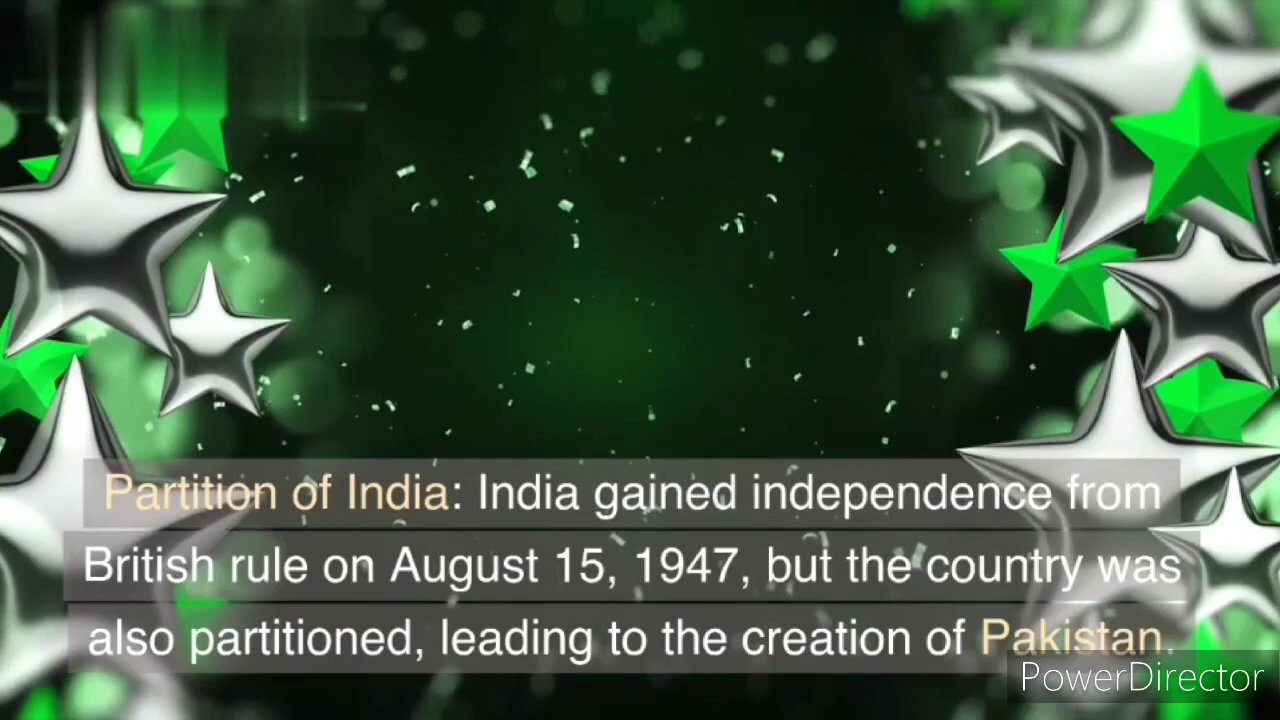 Partition of India: India gained independence from
British rule on August 15, 1947, but the country was
also partitioned, leading to the creation of Pakistan.
PowerDirector